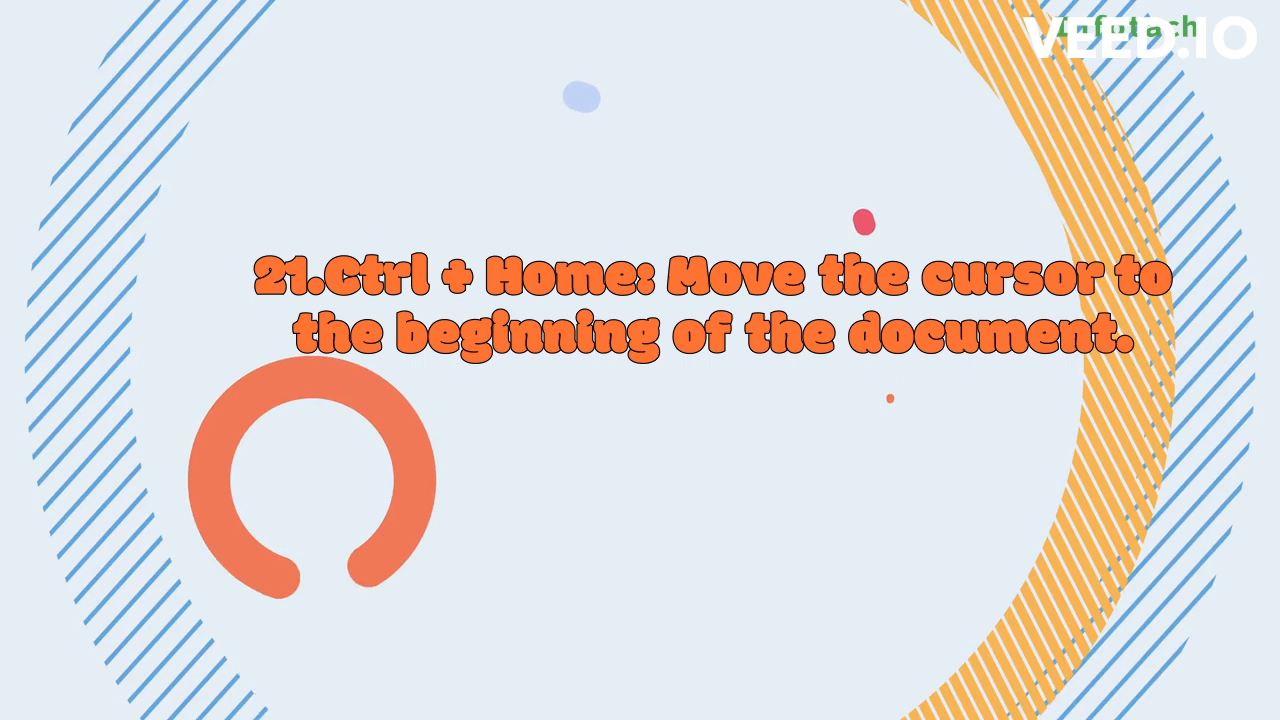 VEED.IO
21.Ctrl + Home: Move the cursor to
the beginning of the document.